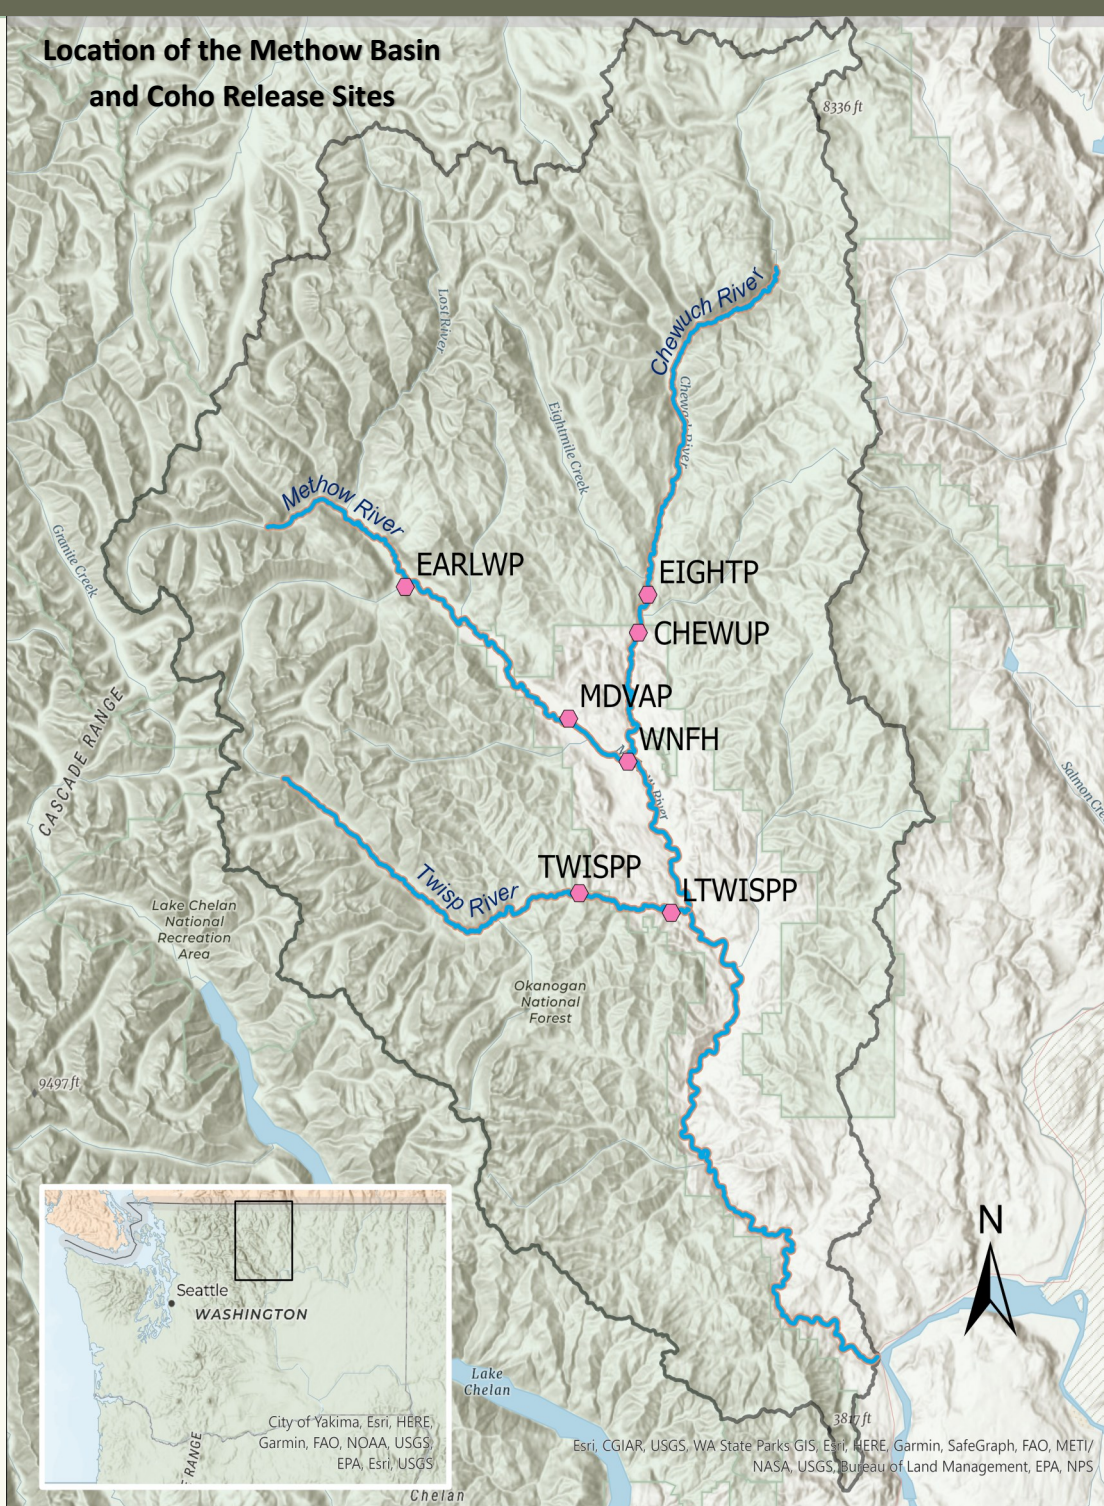 Location of the Methow Basin
and Coho Release Sites
8336 ft
Chewuch River
Lost River
Chewuch River
Eightmile Creek
Methow River
Granite Creek
EARLWP
EIGHTP
CHEWUP
MDVAP
WNFH
River
CASCADE RANGE
TWISPP
Twisp River
LTWISPP
Lake Chelan
National
Recreation
Area
Okanogan
National
Forest
9497 ft
N
Seattle
WASHINGTON
Lake
Chelan
City of Yakima, Esri, HERE,
Garmin, FAO, NOAA, USGS,
EPA, Esri, USGS
RANGE
3817 ft
Esri, CGIAR, USGS, WA State Parks GIS, Esri, HERE, Garmin, SafeGraph, FAO, METI/
NASA, USGS, Bureau of Land Management, EPA, NPS
Chelan
Salmon